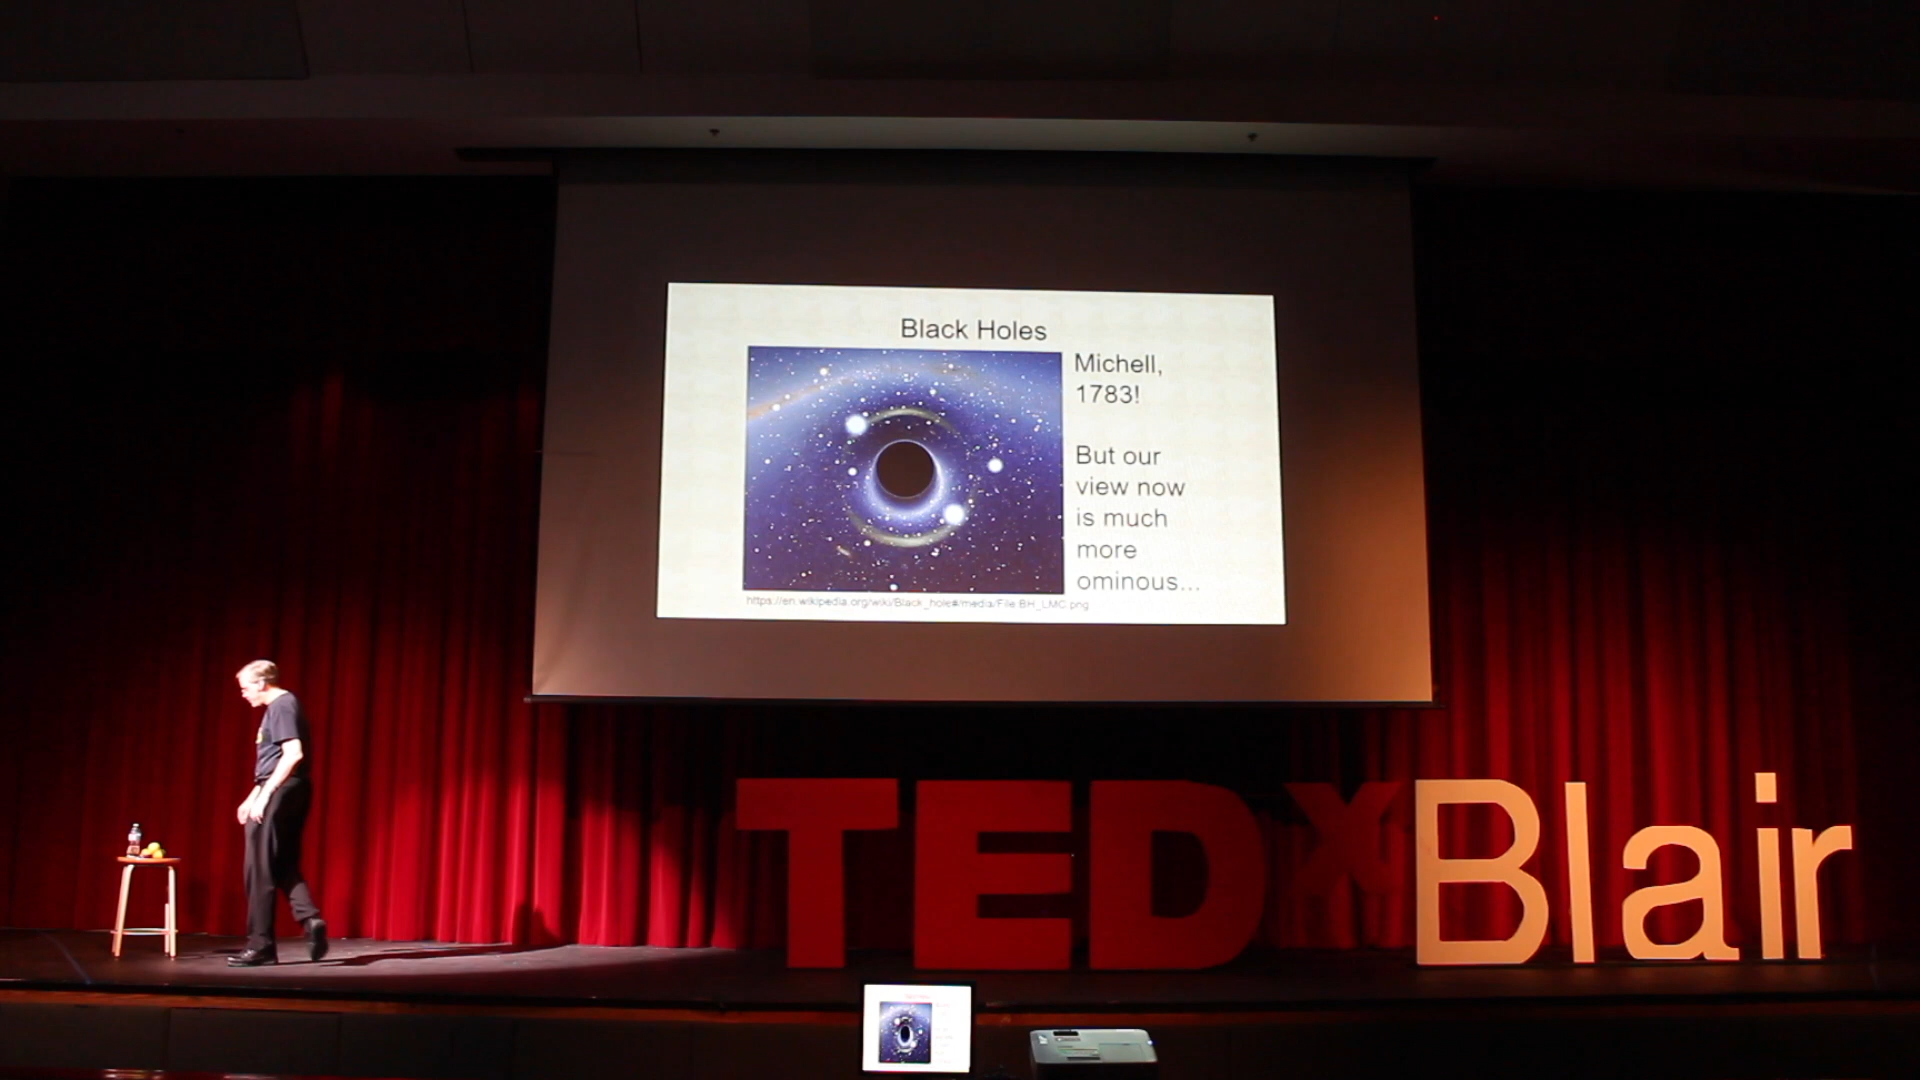 Black Holes
Michell,
1783!
But our
view now
is much
more
ominous...
https://en.wikipedia.org/wiki/Black_hole#/media/File:BH_LMC.png
TEDxBlair